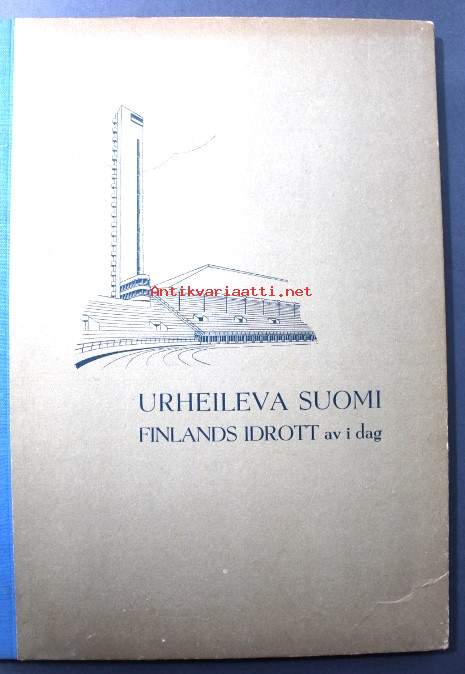 Antikvariaatti.net
URHEILEVA SUOMI
FINLANDS IDROTT av i dag